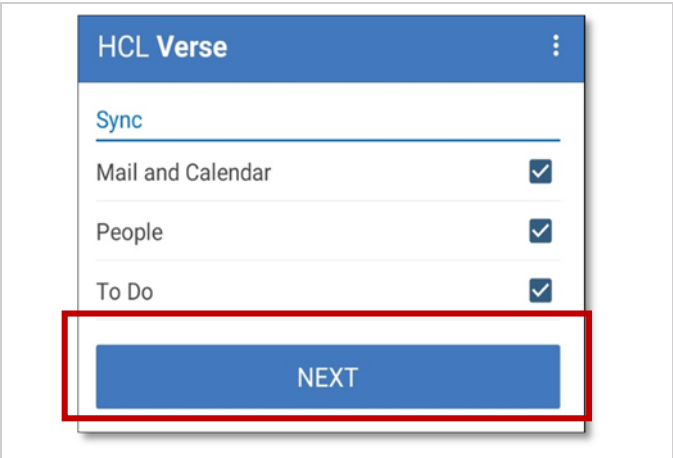 HCL Verse
Sync
Mail and Calendar
People
To Do
NEXT